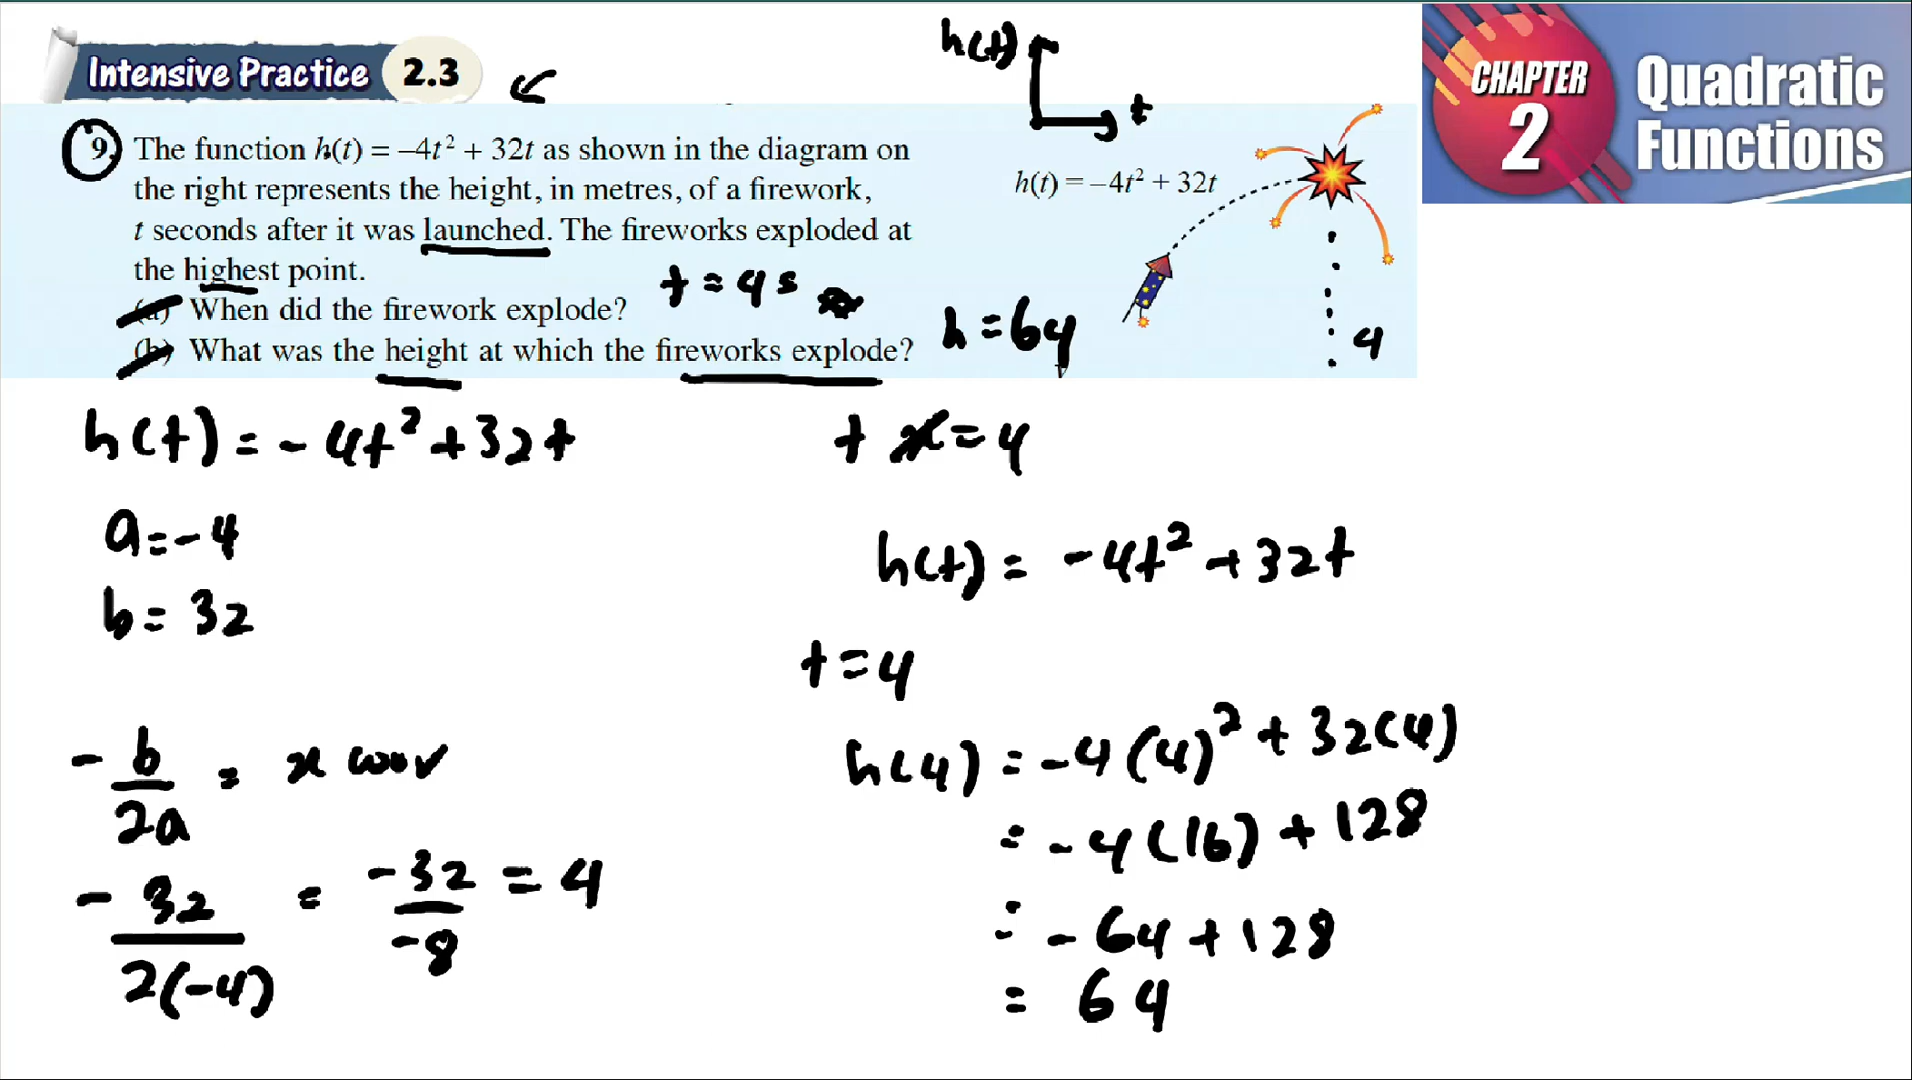 Intensive Practice 2.3
h(t)
t
CHAPTER 2
Quadratic Functions
9. The function h(t) = –4t² + 32t as shown in the diagram on
the right represents the height, in metres, of a firework,
t seconds after it was launched. The fireworks exploded at
the highest point.
(a) When did the firework explode?
t = 4s
(b) What was the height at which the fireworks explode?
h = 64
h(t) = –4t² + 32t
4
h(t) = -4t² + 32t
a = -4
b = 32
- b/2a = x coor
- 32/2(-4) = -32/-8 = 4
t x = 4
h(t) = -4t² + 32t
t = 4
h(4) = -4(4)² + 32(4)
= -4(16) + 128
= -64 + 128
= 64